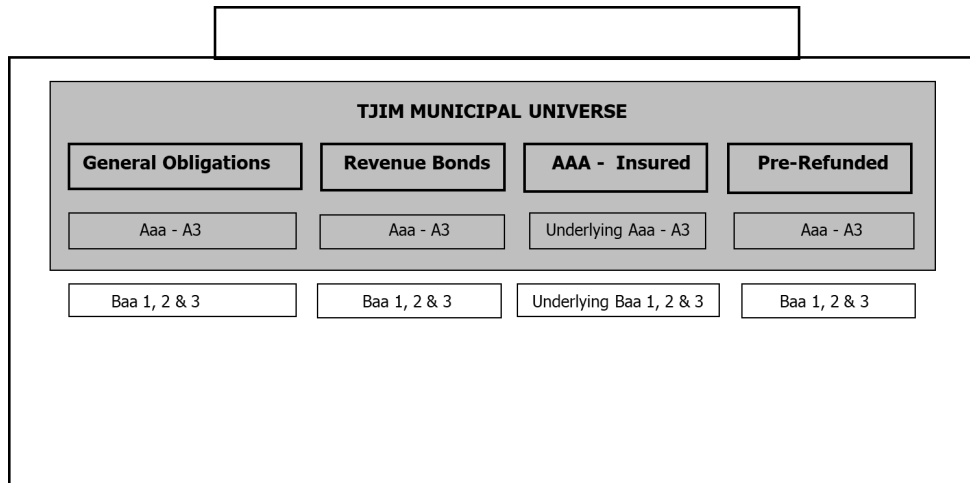 TJIM MUNICIPAL UNIVERSE
General Obligations
Revenue Bonds
AAA - Insured
Pre-Refunded
Aaa - A3
Aaa - A3
Underlying Aaa - A3
Aaa - A3
Baa 1, 2 & 3
Baa 1, 2 & 3
Underlying Baa 1, 2 & 3
Baa 1, 2 & 3